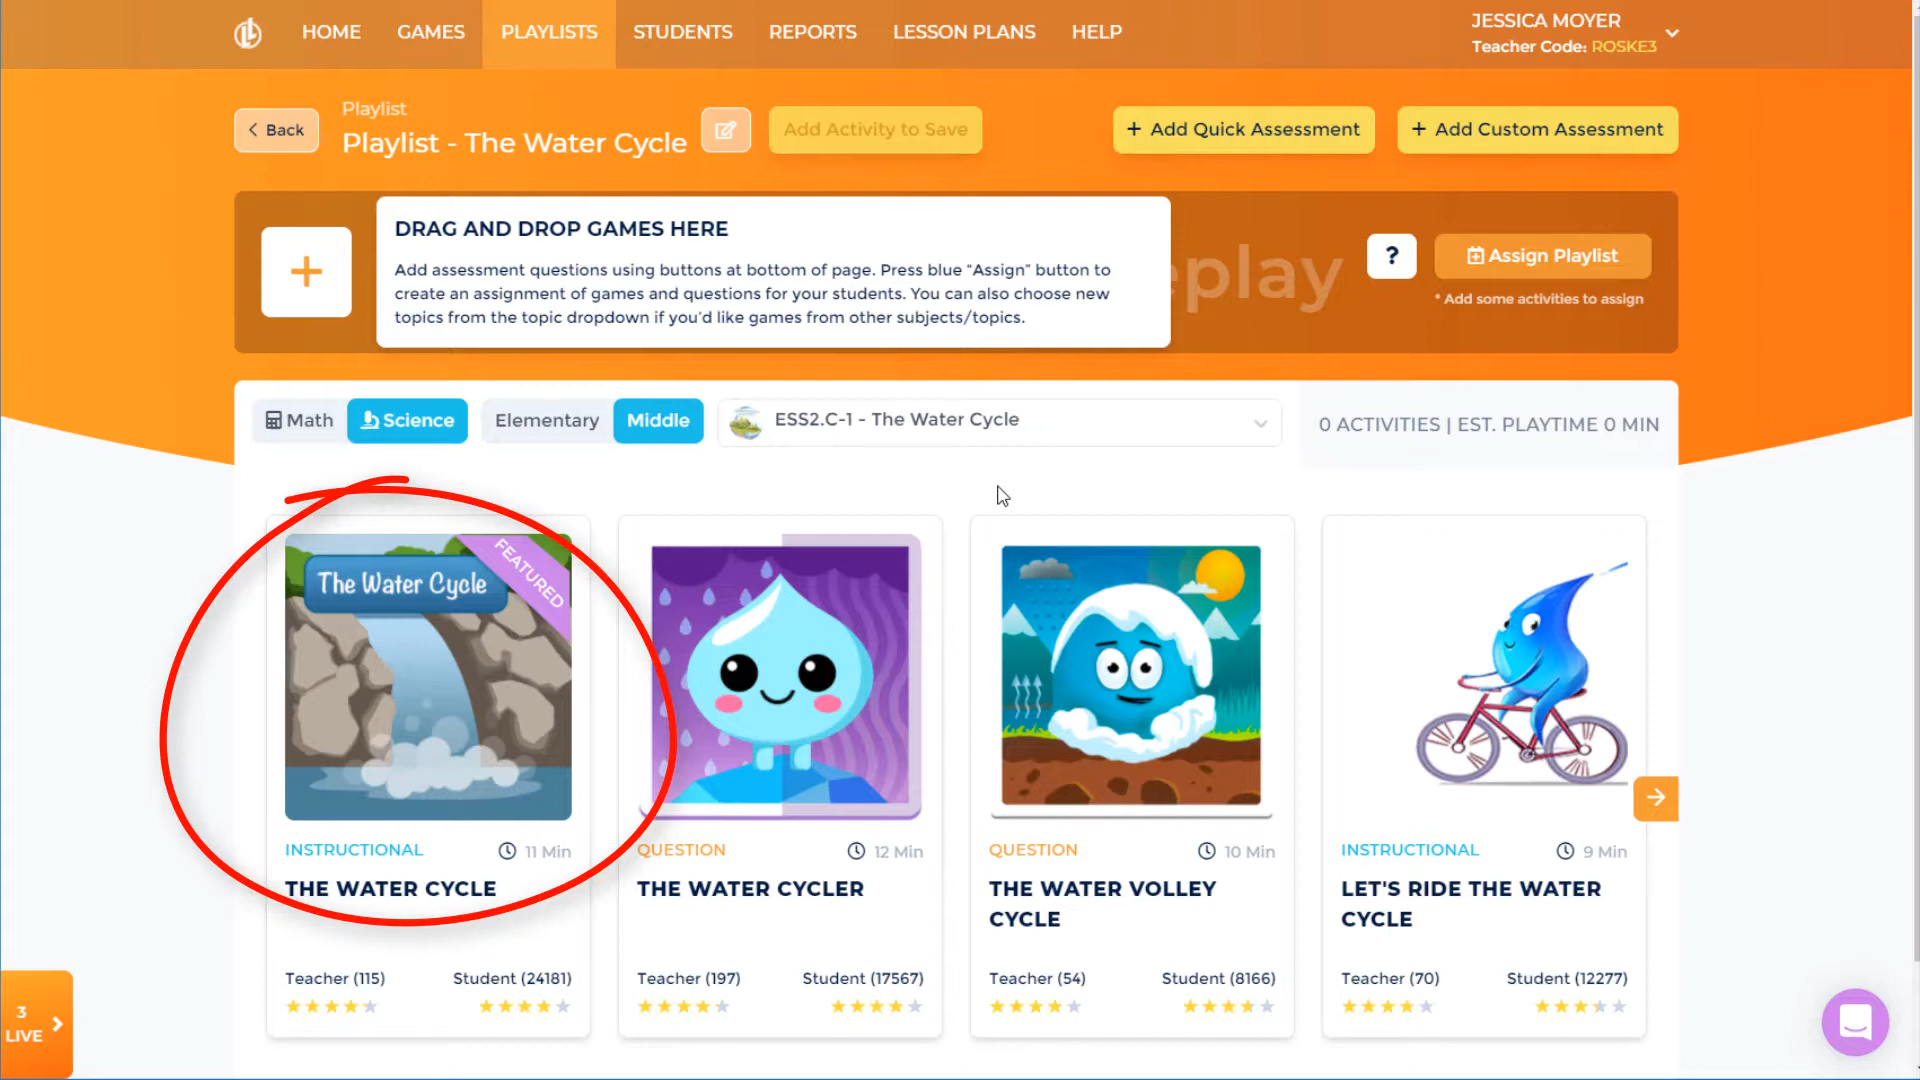 HOME
GAMES
PLAYLISTS
STUDENTS
REPORTS
LESSON PLANS
HELP
JESSICA MOYER
Teacher Code: ROSKE3
Back
Playlist
Playlist - The Water Cycle
Add Activity to Save
+ Add Quick Assessment
+ Add Custom Assessment
+
DRAG AND DROP GAMES HERE
Add assessment questions using buttons at bottom of page. Press blue “Assign” button to
create an assignment of games and questions for your students. You can also choose new
topics from the topic dropdown if you'd like games from other subjects/topics.
eplay
?
Assign Playlist
* Add some activities to assign
Math
Science
Elementary
Middle
ESS2.C-1 - The Water Cycle
0 ACTIVITIES | EST. PLAYTIME 0 MIN
The Water Cycle
FEATURED
INSTRUCTIONAL
11 Min
THE WATER CYCLE
Teacher (115)
Student (24181)
QUESTION
12 Min
THE WATER CYCLER
Teacher (197)
Student (17567)
QUESTION
10 Min
THE WATER VOLLEY
CYCLE
Teacher (54)
Student (8166)
INSTRUCTIONAL
9 Min
LET'S RIDE THE WATER
CYCLE
Teacher (70)
Student (12277)
3
LIVE